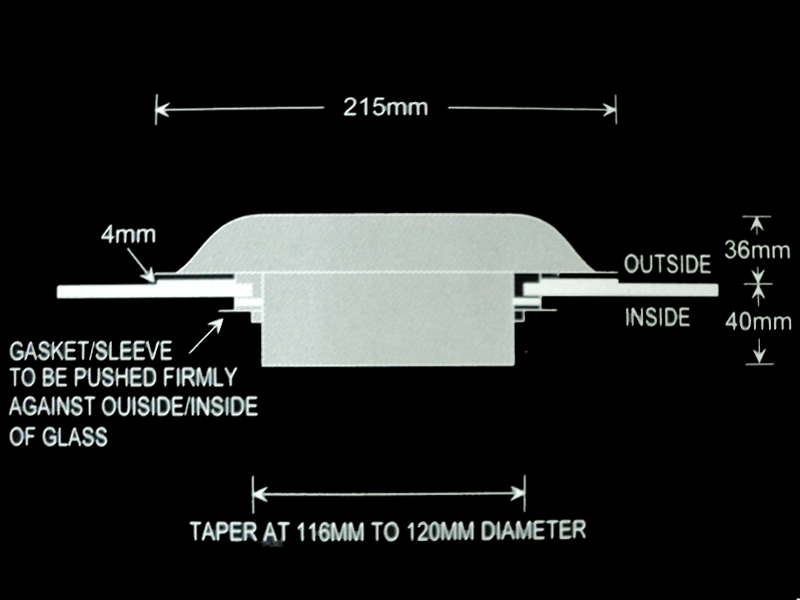 215mm
4mm
OUTSIDE
36mm
INSIDE
40mm
GASKET/SLEEVE
TO BE PUSHED FIRMLY
AGAINST OUISIDE/INSIDE
OF GLASS
TAPER AT 116MM TO 120MM DIAMETER